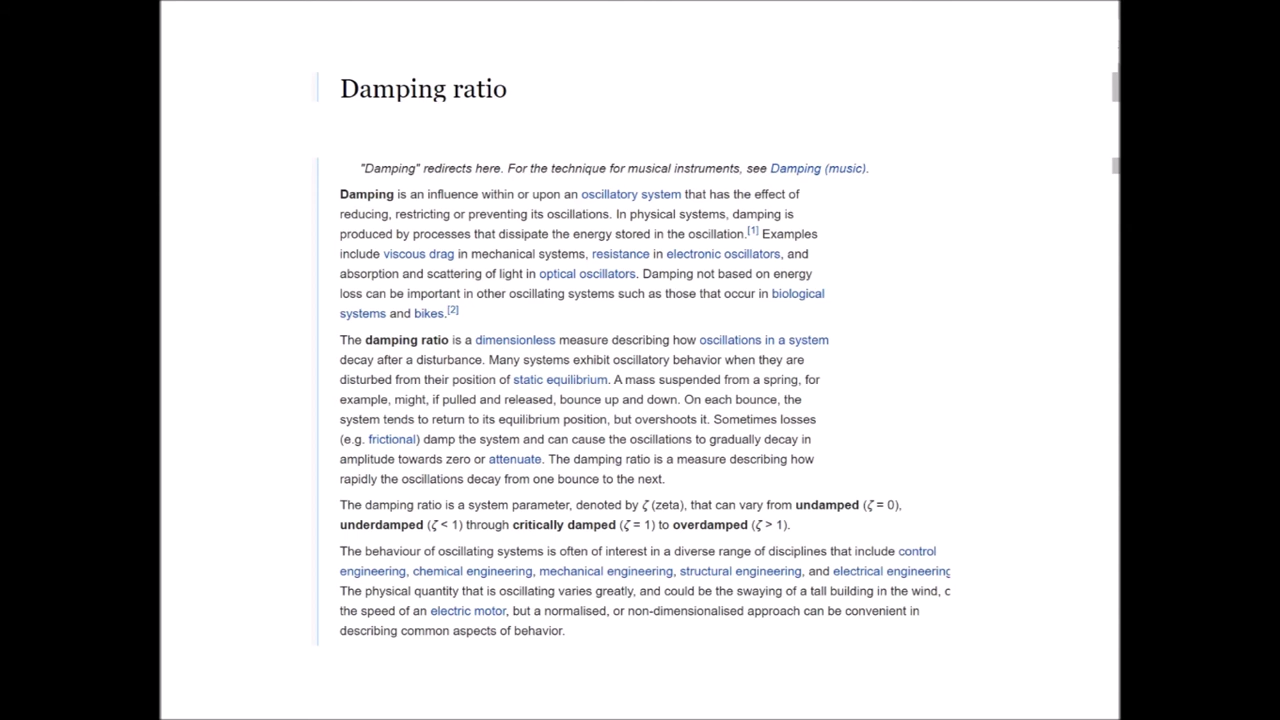 Damping ratio
"Damping" redirects here. For the technique for musical instruments, see Damping (music).
Damping is an influence within or upon an oscillatory system that has the effect of
reducing, restricting or preventing its oscillations. In physical systems, damping is
produced by processes that dissipate the energy stored in the oscillation.[1] Examples
include viscous drag in mechanical systems, resistance in electronic oscillators, and
absorption and scattering of light in optical oscillators. Damping not based on energy
loss can be important in other oscillating systems such as those that occur in biological
systems and bikes.[2]
The damping ratio is a dimensionless measure describing how oscillations in a system
decay after a disturbance. Many systems exhibit oscillatory behavior when they are
disturbed from their position of static equilibrium. A mass suspended from a spring, for
example, might, if pulled and released, bounce up and down. On each bounce, the
system tends to return to its equilibrium position, but overshoots it. Sometimes losses
(e.g. frictional) damp the system and can cause the oscillations to gradually decay in
amplitude towards zero or attenuate. The damping ratio is a measure describing how
rapidly the oscillations decay from one bounce to the next.
The damping ratio is a system parameter, denoted by ζ (zeta), that can vary from undamped (ζ = 0),
underdamped (ζ < 1) through critically damped (ζ = 1) to overdamped (ζ > 1).
The behaviour of oscillating systems is often of interest in a diverse range of disciplines that include control
engineering, chemical engineering, mechanical engineering, structural engineering, and electrical engineering
The physical quantity that is oscillating varies greatly, and could be the swaying of a tall building in the wind,
the speed of an electric motor, but a normalised, or non-dimensionalised approach can be convenient in
describing common aspects of behavior.